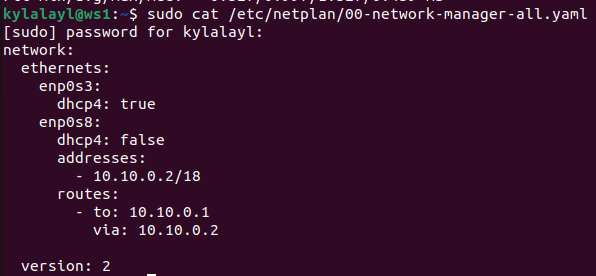 kylalayl@ws1:~$ sudo cat /etc/netplan/00-network-manager-all.yaml
[sudo] password for kylalayl:
network:
  ethernets:
    enp0s3:
      dhcp4: true
    enp0s8:
      dhcp4: false
      addresses:
        - 10.10.0.2/18
      routes:
        - to: 10.10.0.1
          via: 10.10.0.2
  version: 2